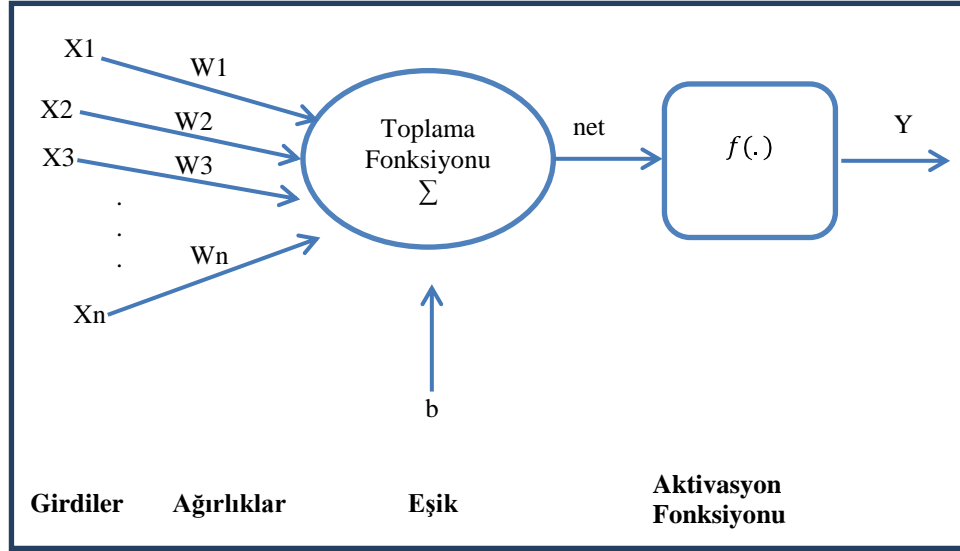 X1
W1
X2
W2
X3
W3
.
.
.
Wn
Xn
Toplama
Fonksiyonu
∑
net
f(.)
Y
b
Girdiler
Ağırlıklar
Eşik
Aktivasyon
Fonksiyonu